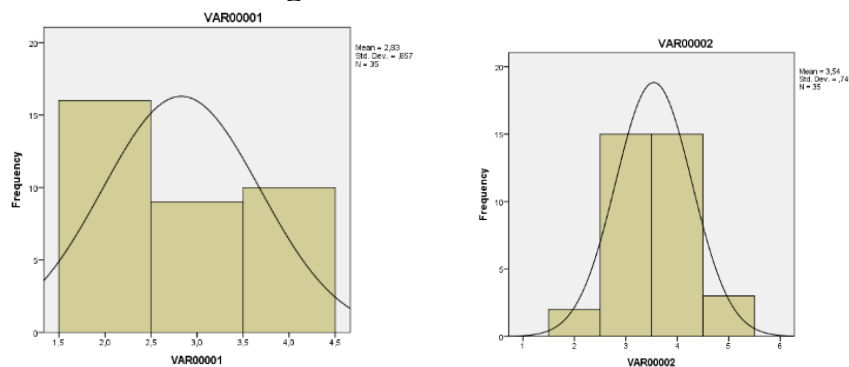 VAR00001
Mean = 2,83
Std. Dev. = ,857
N = 35
20
15
10
5
0
Frequency
1,5 2,0 2,5 3,0 3,5 4,0 4,5
VAR00001
VAR00002
Mean = 3,54
Std. Dev. = ,74
N = 35
20
15
10
5
0
Frequency
1 2 3 4 5 6
VAR00002